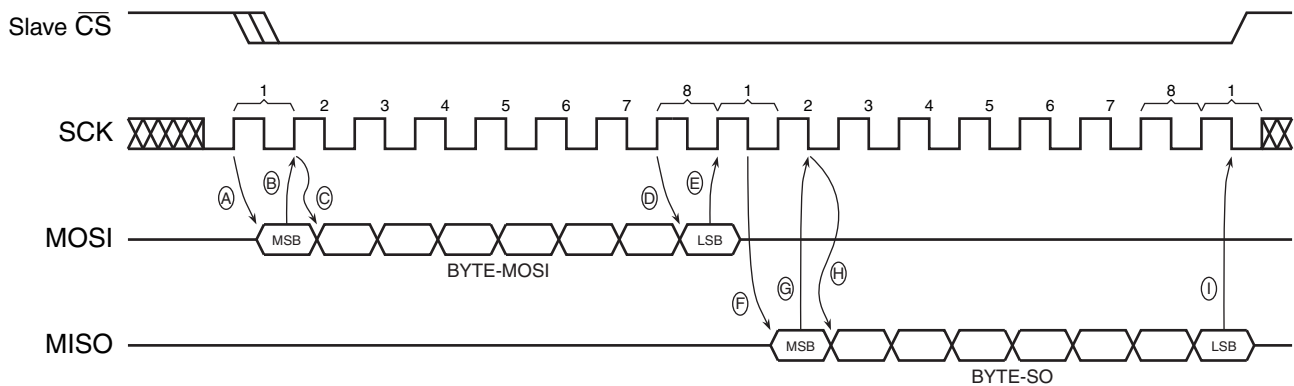 Slave CS
1 2 3 4 5 6 7 8 1 2 3 4 5 6 7 8 1
SCK
A B C D E
MOSI MSB LSB
BYTE-MOSI
F G H I
MISO MSB LSB
BYTE-SO